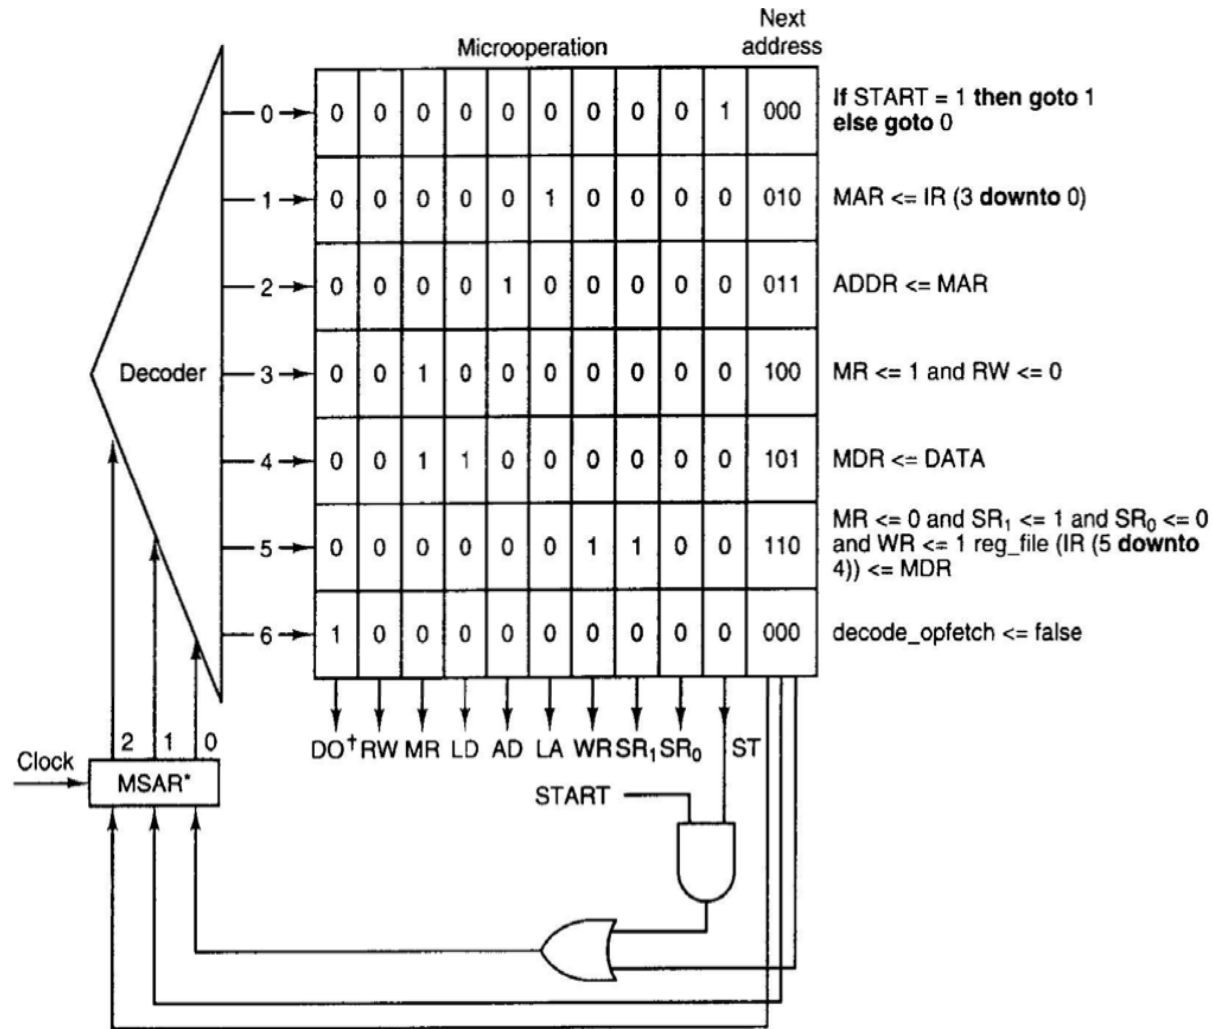 Next
Microoperation address
0 0 0 0 0 0 0 0 0 0 1 000 If START = 1 then goto 1
else goto 0
1 0 0 0 0 0 1 0 0 0 0 010 MAR <= IR (3 downto 0)
2 0 0 0 0 1 0 0 0 0 0 011 ADDR <= MAR
Decoder 3 0 0 1 0 0 0 0 0 0 0 100 MR <= 1 and RW <= 0
4 0 0 1 1 0 0 0 0 0 0 101 MDR <= DATA
MR <= 0 and SR₁ <= 1 and SR₀ <= 0
5 0 0 0 0 0 0 1 1 0 0 110 and WR <= 1 reg_file (IR (5 downto
4)) <= MDR
6 1 0 0 0 0 0 0 0 0 0 000 decode_opfetch <= false
2 1 0 DO† RW MR LD AD LA WR SR₁ SR₀ ST
Clock
MSAR*
START